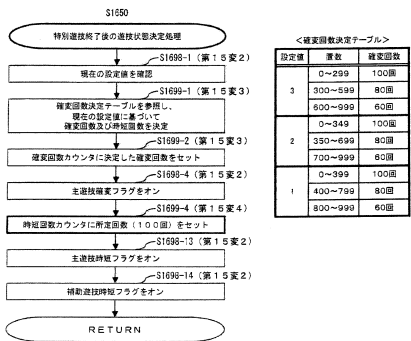 S1650
特別遊技終了後の遊技状態決定処理
S1698-1 (第15変2)
現在の設定値を確認
S1699-1 (第15変3)
確変回数決定テーブルを参照し、
現在の設定値に基づいて
確変回数及び時短回数を決定
S1699-2 (第15変3)
確変回数カウンタに決定した確変回数をセット
S1698-4 (第15変2)
主遊技確変フラグをオン
S1699-4 (第15変4)
時短回数カウンタに所定回数(100回)をセット
S1698-13 (第15変2)
主遊技時短フラグをオン
S1698-14 (第15変2)
補助遊技時短フラグをオン
RETURN
<確変回数決定テーブル>
設定値 置数 確変回数
3 0~299 100回
300~599 80回
600~999 60回
2 0~349 100回
350~699 80回
700~999 60回
1 0~399 100回
400~799 80回
800~999 60回